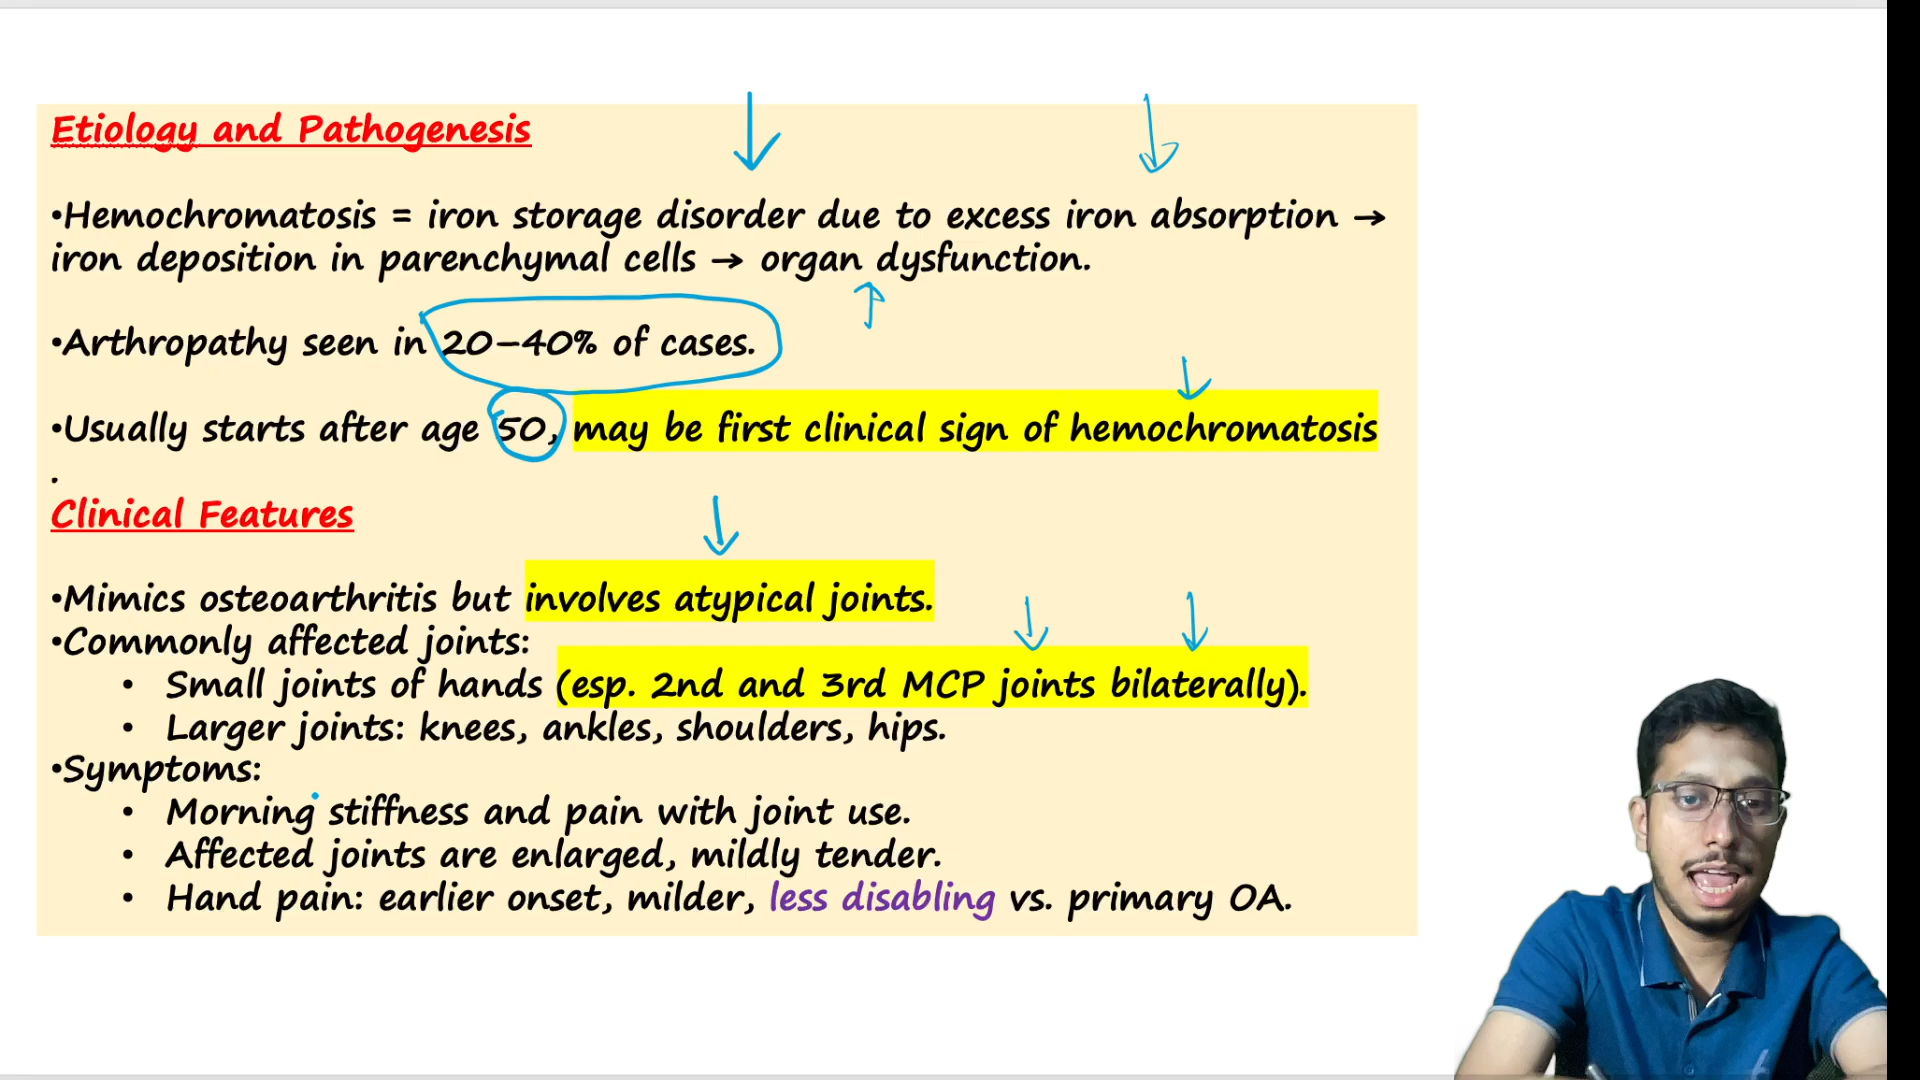 Etiology and Pathogenesis
•Hemochromatosis = iron storage disorder due to excess iron absorption →
iron deposition in parenchymal cells → organ dysfunction.
•Arthropathy seen in 20–40% of cases.
•Usually starts after age 50, may be first clinical sign of hemochromatosis
.
Clinical Features
•Mimics osteoarthritis but involves atypical joints.
•Commonly affected joints:
• Small joints of hands (esp. 2nd and 3rd MCP joints bilaterally).
• Larger joints: knees, ankles, shoulders, hips.
•Symptoms:
• Morning stiffness and pain with joint use.
• Affected joints are enlarged, mildly tender.
• Hand pain: earlier onset, milder, less disabling vs. primary OA.